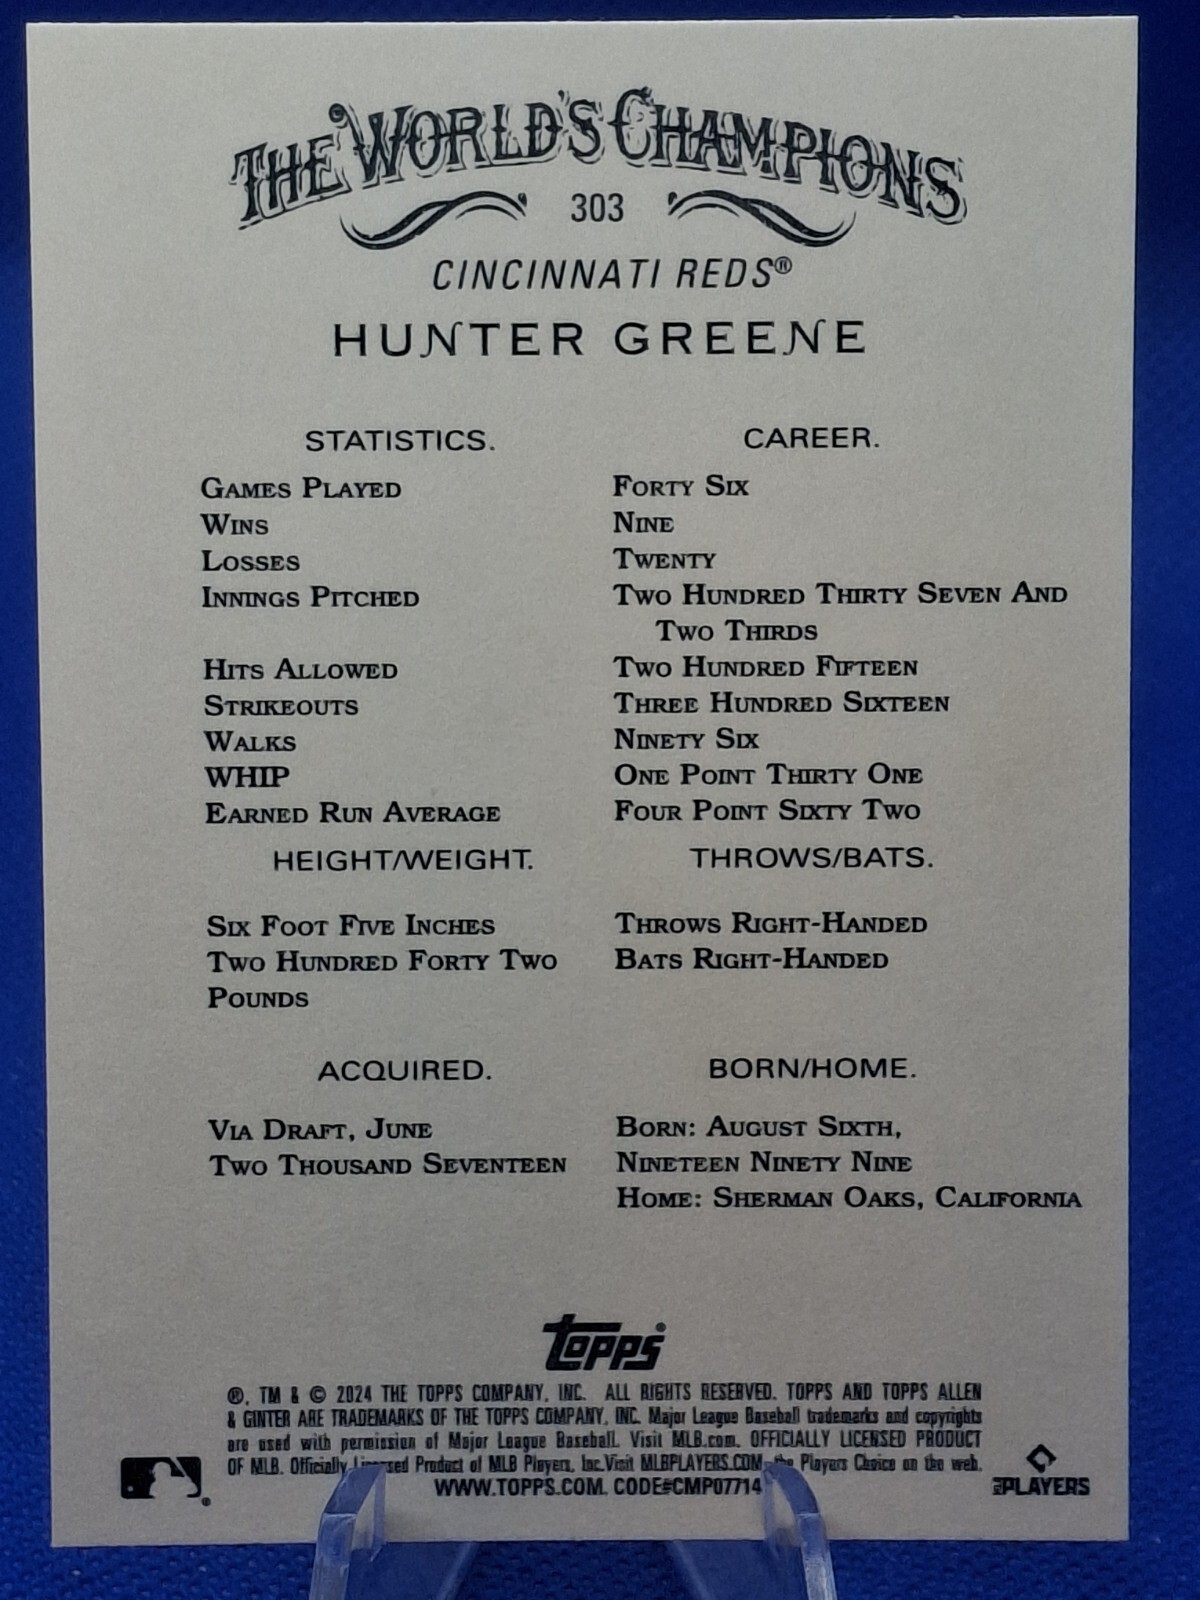 THE WORLD'S CHAMPIONS
303
CINCINNATI REDS®
HUNTER GREENE
STATISTICS. CAREER.
GAMES PLAYED FORTY SIX
WINS NINE
LOSSES TWENTY
INNINGS PITCHED TWO HUNDRED THIRTY SEVEN AND
TWO THIRDS
HITS ALLOWED TWO HUNDRED FIFTEEN
STRIKEOUTS THREE HUNDRED SIXTEEN
WALKS NINETY SIX
WHIP ONE POINT THIRTY ONE
EARNED RUN AVERAGE FOUR POINT SIXTY TWO
HEIGHT/WEIGHT. THROWS/BATS.
SIX FOOT FIVE INCHES THROWS RIGHT-HANDED
TWO HUNDRED FORTY TWO BATS RIGHT-HANDED
POUNDS
ACQUIRED. BORN/HOME.
VIA DRAFT, JUNE BORN: AUGUST SIXTH,
TWO THOUSAND SEVENTEEN NINETEEN NINETY NINE
HOME: SHERMAN OAKS, CALIFORNIA
TOPPS®
®, TM & © 2024 THE TOPPS COMPANY, INC. ALL RIGHTS RESERVED. TOPPS AND TOPPS ALLEN
& GINTER ARE TRADEMARKS OF THE TOPPS COMPANY, INC. Major League Baseball trademarks and copyrights
are used with permission of Major League Baseball. Visit MLB.com. OFFICIALLY LICENSED PRODUCT
OF MLB. Officially Licensed Product of MLB Players, Inc. Visit MLBPLAYERS.COM, the Players Choice on the web.
WWW.TOPPS.COM. CODE#CMP07714
PLAYERS